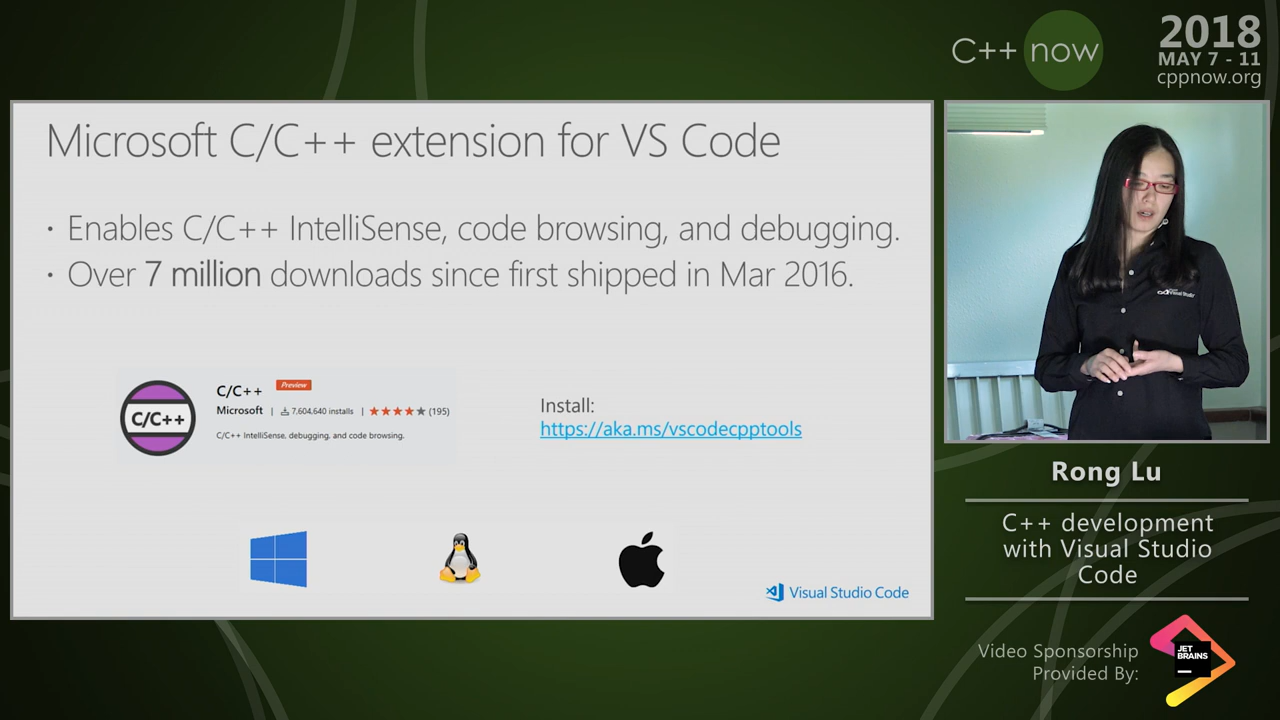 C++ now
2018
MAY 7 - 11
cppnow.org
Microsoft C/C++ extension for VS Code
• Enables C/C++ IntelliSense, code browsing, and debugging.
• Over 7 million downloads since first shipped in Mar 2016.
C/C++
C/C++ Preview
Microsoft | 7,604,640 installs | (195)
C/C++ IntelliSense, debugging, and code browsing.
Install:
https://aka.ms/vscodecpptools
Visual Studio Code
Visual Studio
Rong Lu
C++ development
with Visual Studio
Code
Video Sponsorship
Provided By:
JET
BRAINS